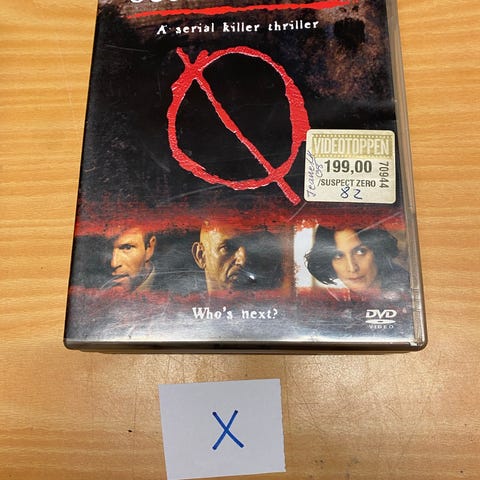 A serial killer thriller
VIDEOTOPPEN
199,00
70944
/SUSPECT ZERO
82
Who's next?
DVD
VIDEO
X